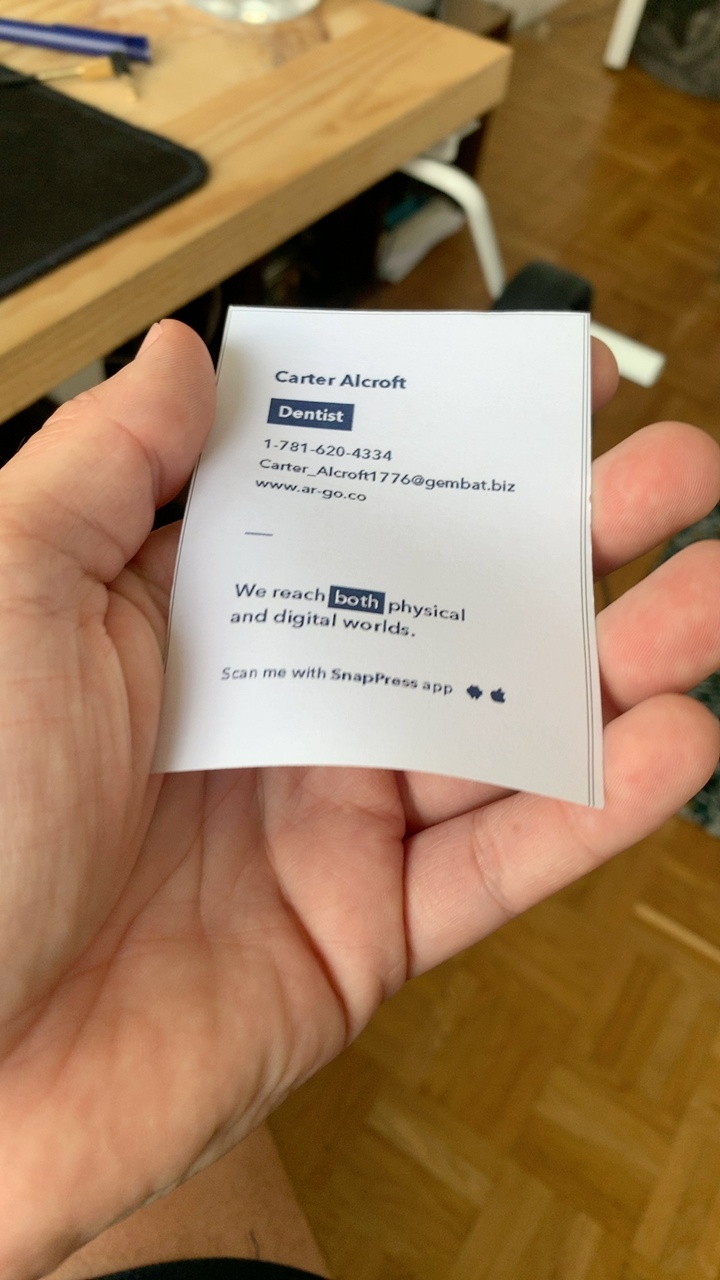 Carter Alcroft
Dentist
1-781-620-4334
Carter_Alcroft1776@gembat.biz
www.ar-go.co
We reach both physical
and digital worlds.
Scan me with SnapPress app